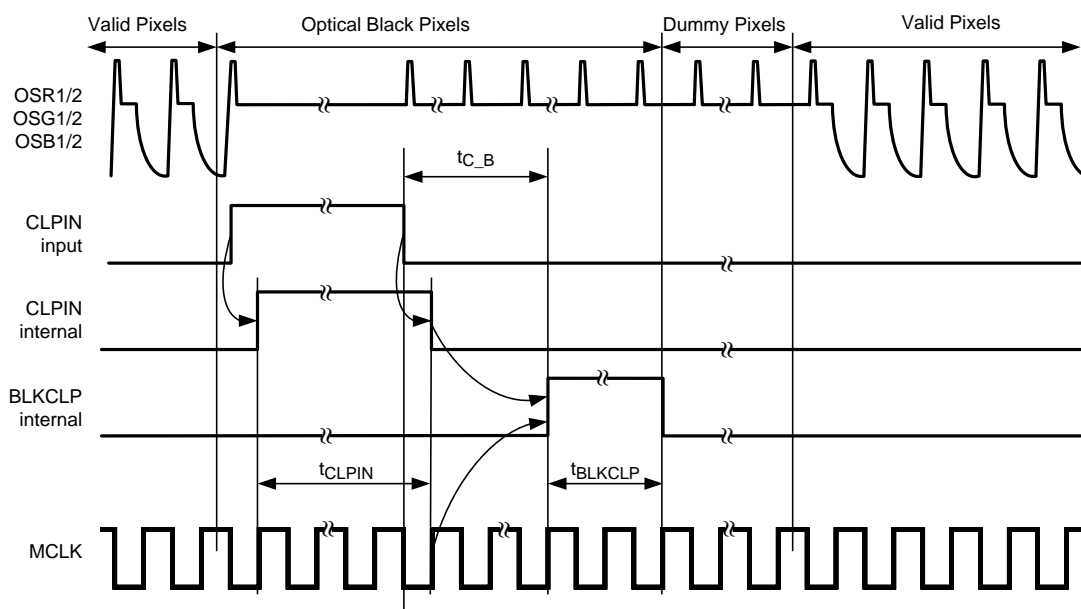 Valid Pixels
Optical Black Pixels
Dummy Pixels
Valid Pixels
OSR1/2
OSG1/2
OSB1/2
tC_B
CLPIN
input
CLPIN
internal
BLKCLP
internal
tCLPIN
tBLKCLP
MCLK